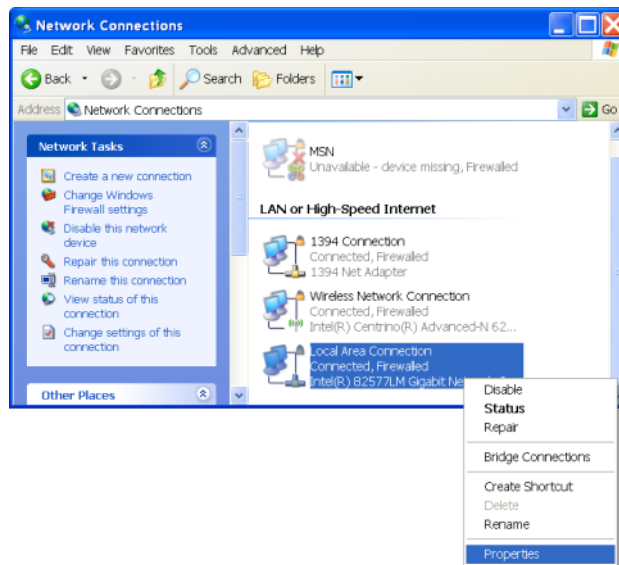 Network Connections
File Edit View Favorites Tools Advanced Help
Back Search Folders
Address Network Connections Go
Network Tasks
Create a new connection
Change Windows
Firewall settings
Disable this network
device
Repair this connection
Rename this connection
View status of this
connection
Change settings of this
connection
Other Places
MSN
Unavailable - device missing, Firewalled
LAN or High-Speed Internet
1394 Connection
Connected, Firewalled
1394 Net Adapter
Wireless Network Connection
Connected, Firewalled
Intel(R) Centrino(R) Advanced-N 62...
Local Area Connection
Connected, Firewalled
Intel(R) 82577LM Gigabit
Disable
Status
Repair
Bridge Connections
Create Shortcut
Delete
Rename
Properties